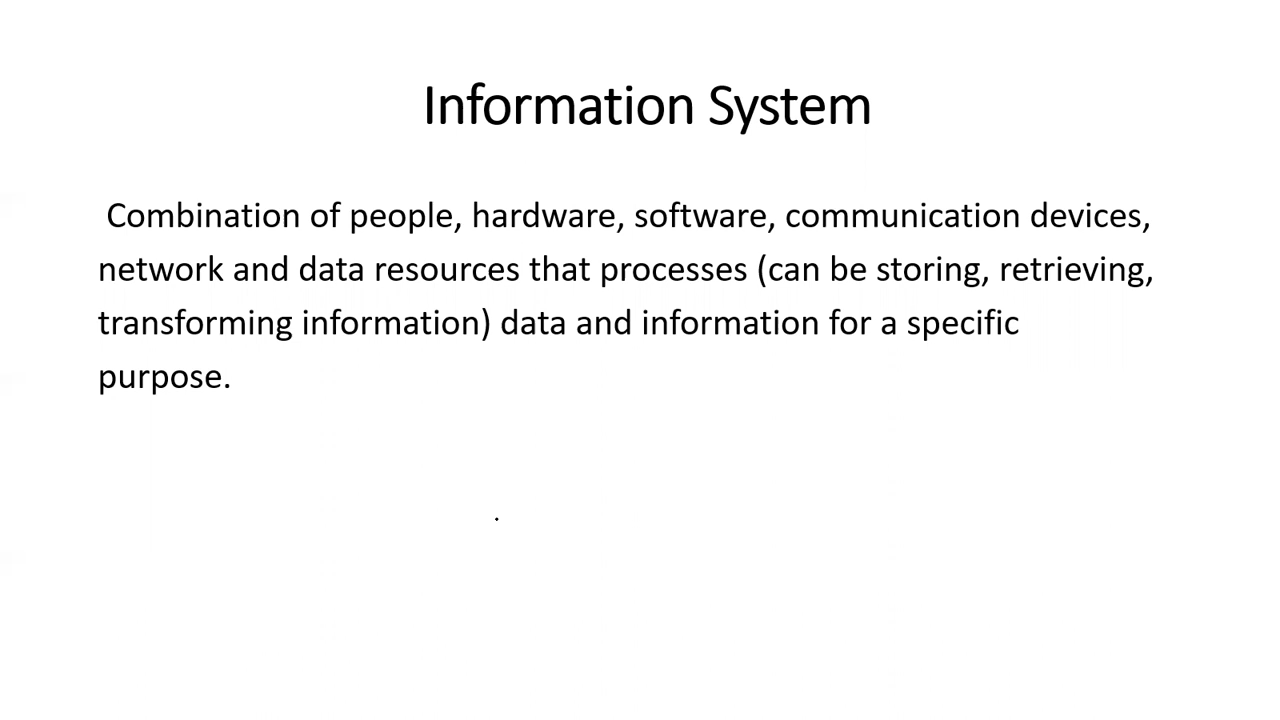 Information System
Combination of people, hardware, software, communication devices,
network and data resources that processes (can be storing, retrieving,
transforming information) data and information for a specific
purpose.